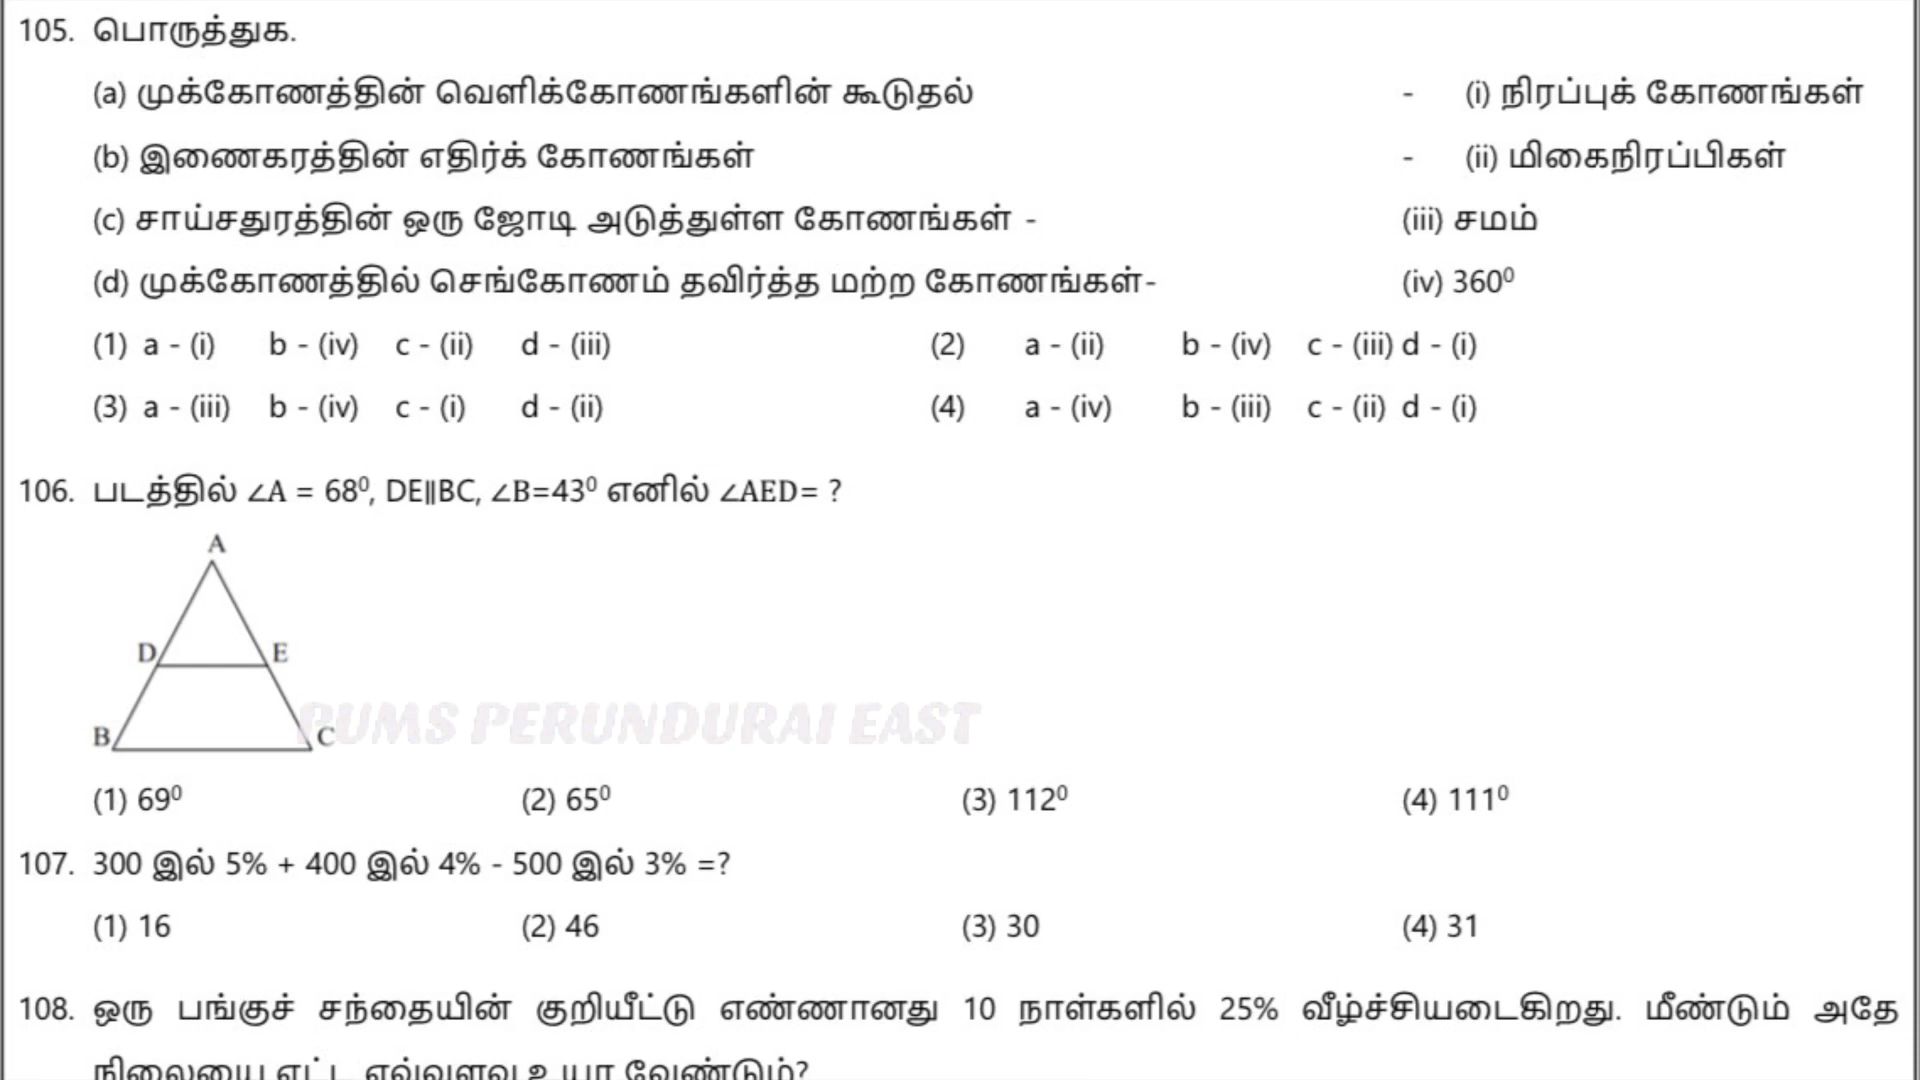 105. பொருத்துக.
(a) முக்கோணத்தின் வெளிக்கோணங்களின் கூடுதல் - (i) நிரப்புக் கோணங்கள்
(b) இணைகரத்தின் எதிர்க் கோணங்கள் - (ii) மிகைநிரப்பிகள்
(c) சாய்சதுரத்தின் ஒரு ஜோடி அடுத்துள்ள கோணங்கள் - (iii) சமம்
(d) முக்கோணத்தில் செங்கோணம் தவிர்த்த மற்ற கோணங்கள்- (iv) 360⁰
(1) a - (i) b - (iv) c - (ii) d - (iii) (2) a - (ii) b - (iv) c - (iii) d - (i)
(3) a - (iii) b - (iv) c - (i) d - (ii) (4) a - (iv) b - (iii) c - (ii) d - (i)
106. படத்தில் ∠A = 68⁰, DE∥BC, ∠B=43⁰ எனில் ∠AED= ?
A
D E
B C
PUMS PERUNDURAI EAST
(1) 69⁰ (2) 65⁰ (3) 112⁰ (4) 111⁰
107. 300 இல் 5% + 400 இல் 4% - 500 இல் 3% =?
(1) 16 (2) 46 (3) 30 (4) 31
108. ஒரு பங்குச் சந்தையின் குறியீட்டு எண்ணானது 10 நாள்களில் 25% வீழ்ச்சியடைகிறது. மீண்டும் அதே
நிலையை எட்ட எவ்வளவு உயர வேண்டும்?